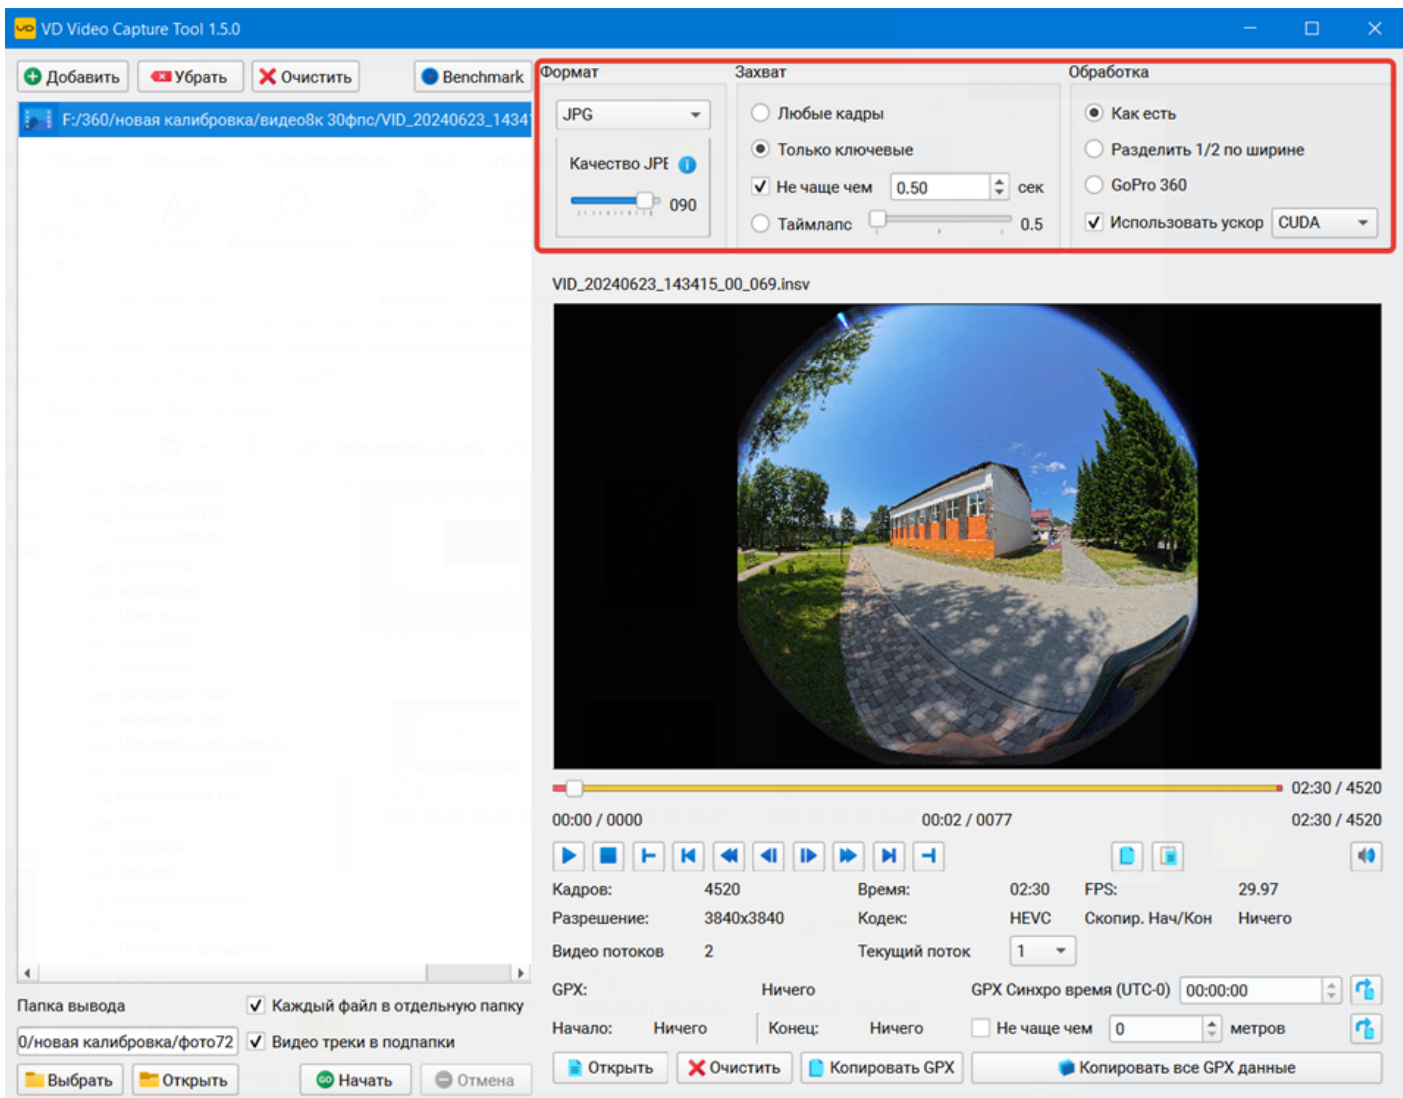 VD Video Capture Tool 1.5.0
Добавить Убрать Очистить Benchmark
F:/360/новая калибровка/видео8к 30фпс/VID_20240623_1434
Формат Захват Обработка
JPG Любые кадры Как есть
Качество JPE Только ключевые Разделить 1/2 по ширине
Не чаще чем 0.50 сек GoPro 360
090 Таймлапс 0.5 Использовать ускор CUDA
VID_20240623_143415_00_069.insv
02:30 / 4520
00:00 / 0000 00:02 / 0077 02:30 / 4520
Кадров: 4520 Время: 02:30 FPS: 29.97
Разрешение: 3840x3840 Кодек: HEVC Скопир. Нач/Кон Ничего
Видео потоков 2 Текущий поток 1
GPX: Ничего GPX Синхро время (UTC-0) 00:00:00
Начало: Ничего Конец: Ничего Не чаще чем 0 метров
Открыть Очистить Копировать GPX Копировать все GPX данные
Папка вывода Каждый файл в отдельную папку
0/новая калибровка/фото72 Видео треки в подпапки
Выбрать Открыть GO Начать Отмена